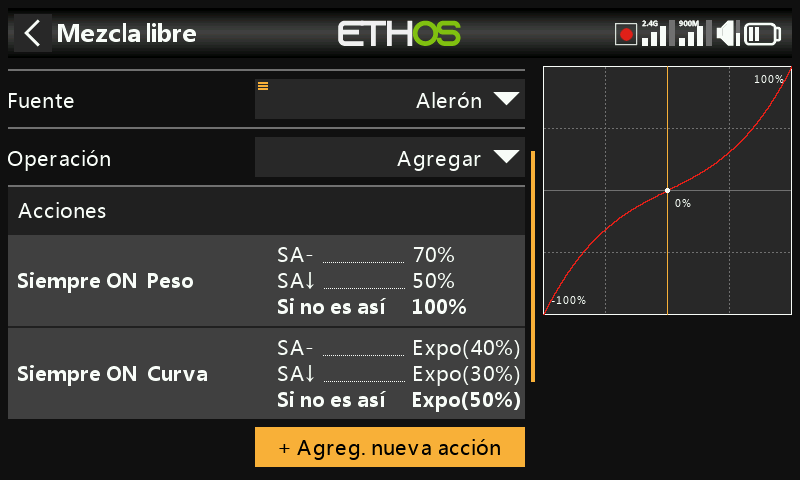 Mezcla libre
ETHOS
2.4G
900M
Fuente
Alerón
Operación
Agregar
Acciones
Siempre ON Peso
SA- 70%
SA↓ 50%
Si no es así 100%
Siempre ON Curva
SA- Expo(40%)
SA↓ Expo(30%)
Si no es así Expo(50%)
+ Agreg. nueva acción
100%
0%
-100%